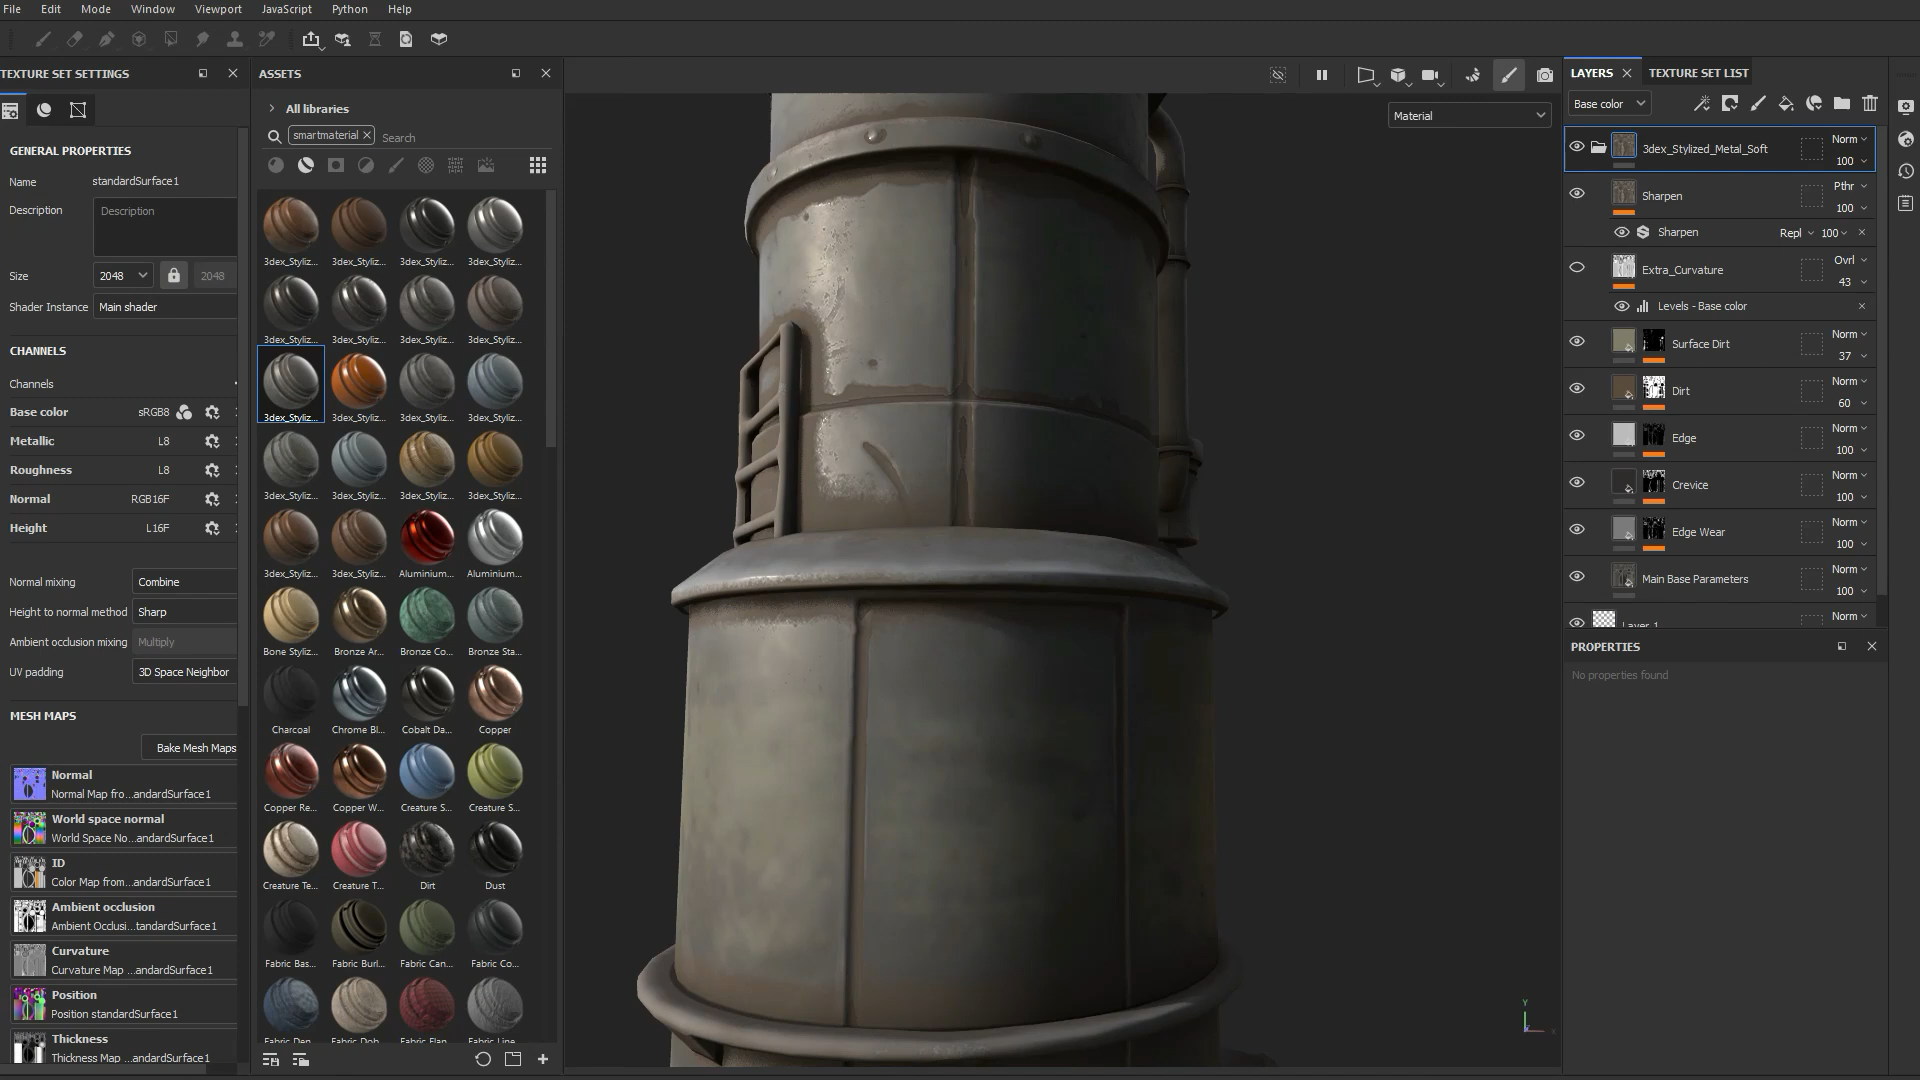 File Edit Mode Window Viewport JavaScript Python Help
TEXTURE SET SETTINGS
GENERAL PROPERTIES
Name standardSurface1
Description Description
Size 2048 2048
Shader Instance Main shader
CHANNELS
Channels
Base color sRGB8
Metallic L8
Roughness L8
Normal RGB16F
Height L16F
Normal mixing Combine
Height to normal method Sharp
Ambient occlusion mixing Multiply
UV padding 3D Space Neighbor
MESH MAPS
Bake Mesh Maps
Normal
Normal Map fro...andardSurface1
World space normal
World Space No...andardSurface1
ID
Color Map from...andardSurface1
Ambient occlusion
Ambient Occlusi...tandardSurface1
Curvature
Curvature Map ...andardSurface1
Position
Position standardSurface1
Thickness
Thickness Map ...andardSurface1
ASSETS
All libraries
smartmaterial Search
3dex_Styliz... 3dex_Styliz... 3dex_Styliz... 3dex_Styliz...
3dex_Styliz... 3dex_Styliz... 3dex_Styliz... 3dex_Styliz...
3dex_Styliz... 3dex_Styliz... 3dex_Styliz... 3dex_Styliz...
3dex_Styliz... 3dex_Styliz... 3dex_Styliz... 3dex_Styliz...
3dex_Styliz... 3dex_Styliz... Aluminium... Aluminium...
Bone Styliz... Bronze Ar... Bronze Co... Bronze Sta...
Charcoal Chrome Bl... Cobalt Da... Copper
Copper Re... Copper W... Creature S... Creature S...
Creature Te... Creature T... Dirt Dust
Fabric Bas... Fabric Burl... Fabric Can... Fabric Co...
Fabric Den... Fabric Dob... Fabric Flan... Fabric Line...
Material
Y
LAYERS TEXTURE SET LIST
Base color
3dex_Stylized_Metal_Soft Norm 100
Sharpen Pthr 100
Sharpen Repl 100
Extra_Curvature Ovrl 43
Levels - Base color
Surface Dirt Norm 37
Dirt Norm 60
Edge Norm 100
Crevice Norm 100
Edge Wear Norm 100
Main Base Parameters Norm 100
Layer 1 Norm
PROPERTIES
No properties found